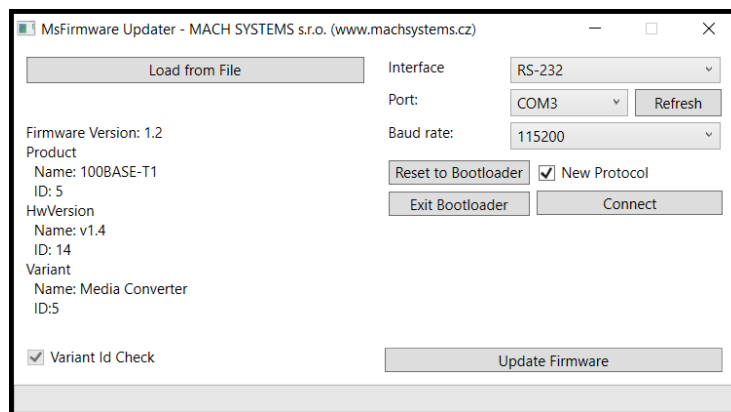 MsFirmware Updater - MACH SYSTEMS s.r.o. (www.machsystems.cz)
Load from File
Interface
RS-232
Port:
COM3
Refresh
Baud rate:
115200
Firmware Version: 1.2
Product
Name: 100BASE-T1
ID: 5
HwVersion
Name: v1.4
ID: 14
Variant
Name: Media Converter
ID:5
Reset to Bootloader
New Protocol
Exit Bootloader
Connect
Variant Id Check
Update Firmware